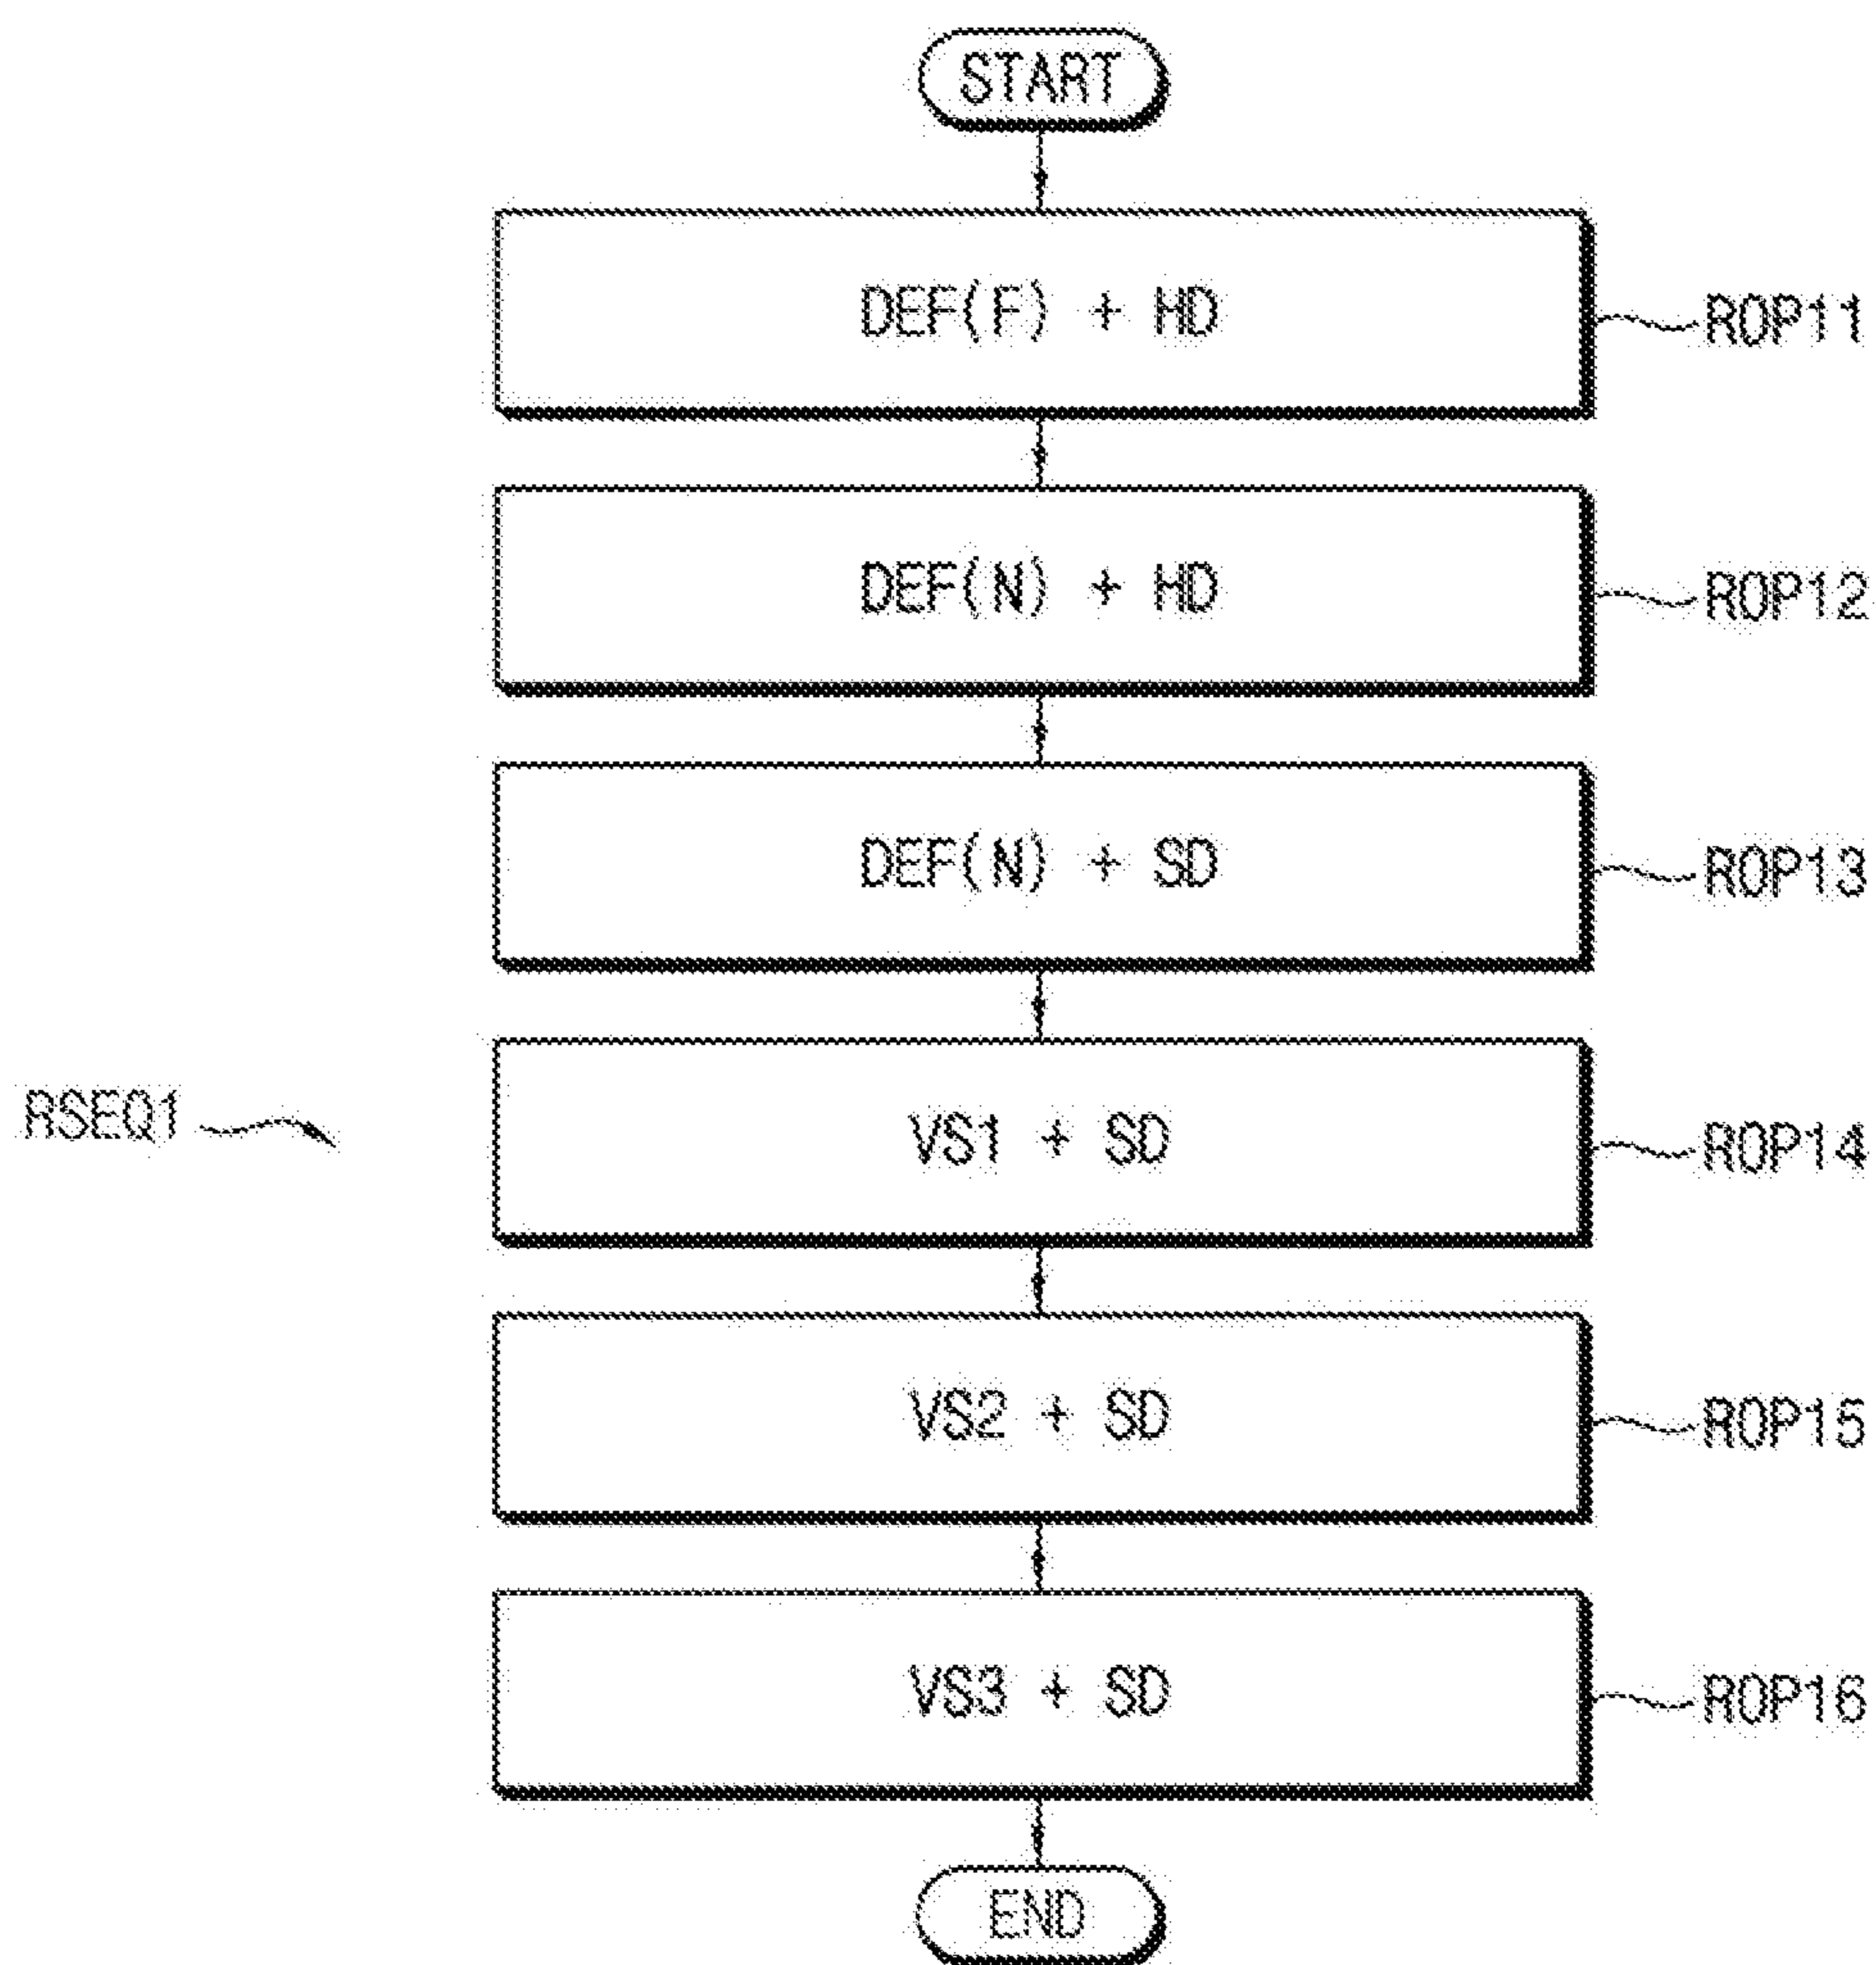 START
DEF(F) + HD
ROP11
DEF(N) + HD
ROP12
DEF(N) + SD
ROP13
RSEQ1
VS1 + SD
ROP14
VS2 + SD
ROP15
VS3 + SD
ROP16
END